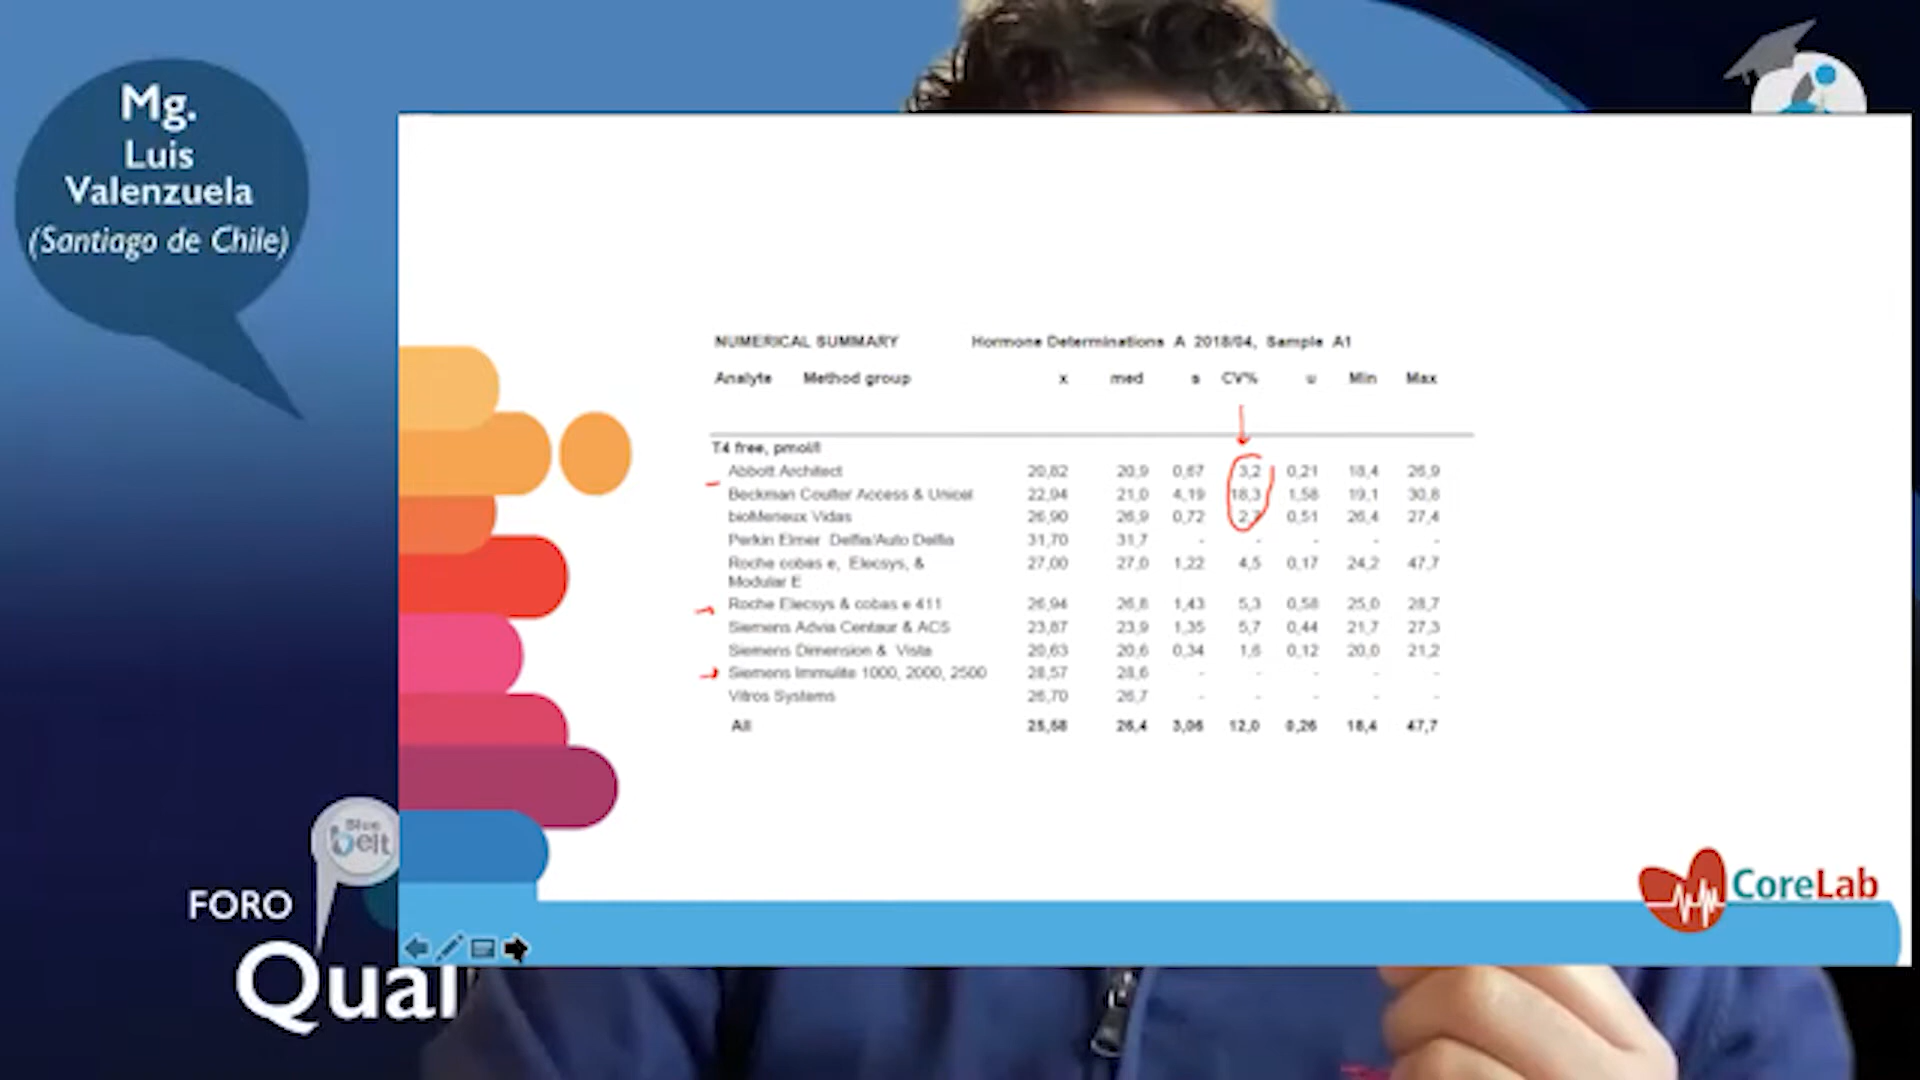 Mg.
Luis
Valenzuela
(Santiago de Chile)
NUMERICAL SUMMARY Hormone Determinations A 2018/04, Sample A1
Analyte Method group x med s CV% u Min Max
T4 free, pmol/l
Abbott Architect 20,82 20,9 0,67 3,2 0,21 18,4 26,9
Beckman Coulter Access & Unicel 22,94 21,0 4,19 18,3 1,58 19,1 30,8
bioMerieux Vidas 26,90 26,9 0,72 2,7 0,51 26,4 27,4
Perkin Elmer Delfia/Auto Delfia 31,70 31,7 - - - - -
Roche cobas e, Elecsys, & 27,00 27,0 1,22 4,5 0,17 24,2 47,7
Modular E
Roche Elecsys & cobas e 411 26,94 26,8 1,43 5,3 0,58 25,0 28,7
Siemens Advia Centaur & ACS 23,87 23,9 1,35 5,7 0,44 21,7 27,3
Siemens Dimension & Vista 20,63 20,6 0,34 1,6 0,12 20,0 21,2
Siemens Immulite 1000, 2000, 2500 28,57 28,6 - - - - -
Vitros Systems 26,70 26,7 - - - - -
All 25,58 26,4 3,06 12,0 0,26 18,4 47,7
Blue
belt
FORO
Qual
CoreLab